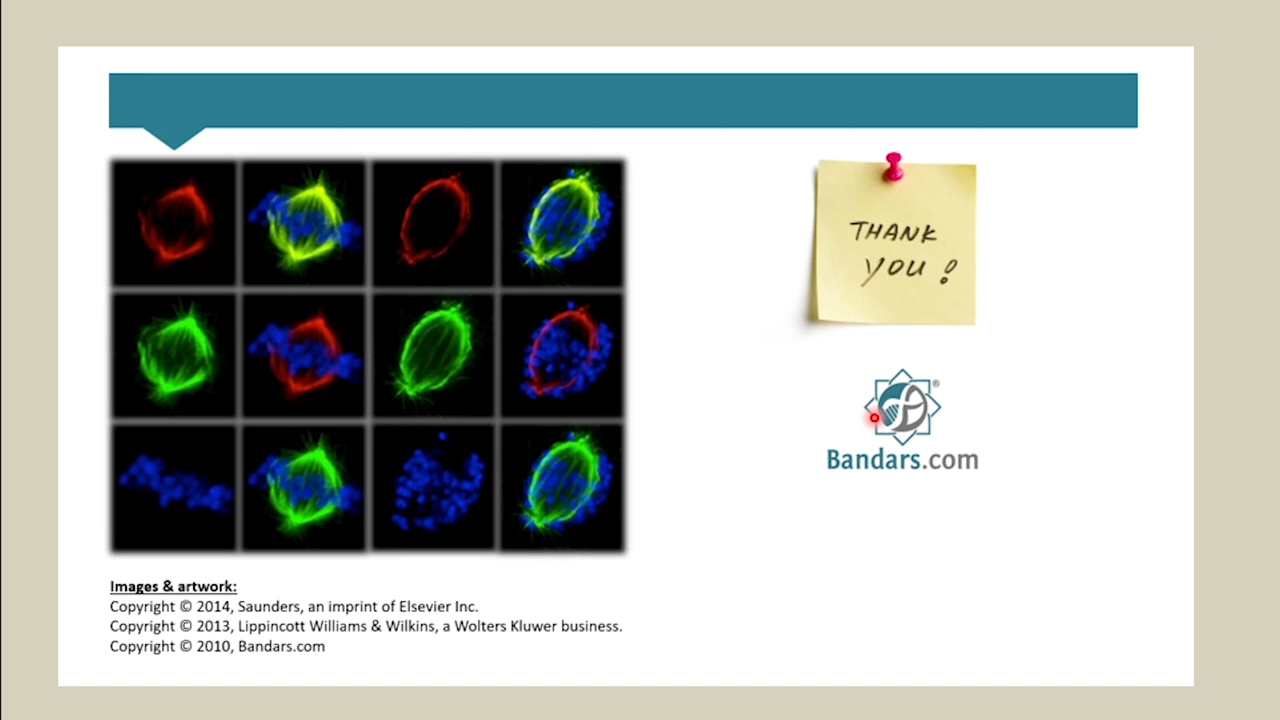 THANK
YOU !
®
Bandars.com
Images & artwork:
Copyright © 2014, Saunders, an imprint of Elsevier Inc.
Copyright © 2013, Lippincott Williams & Wilkins, a Wolters Kluwer business.
Copyright © 2010, Bandars.com